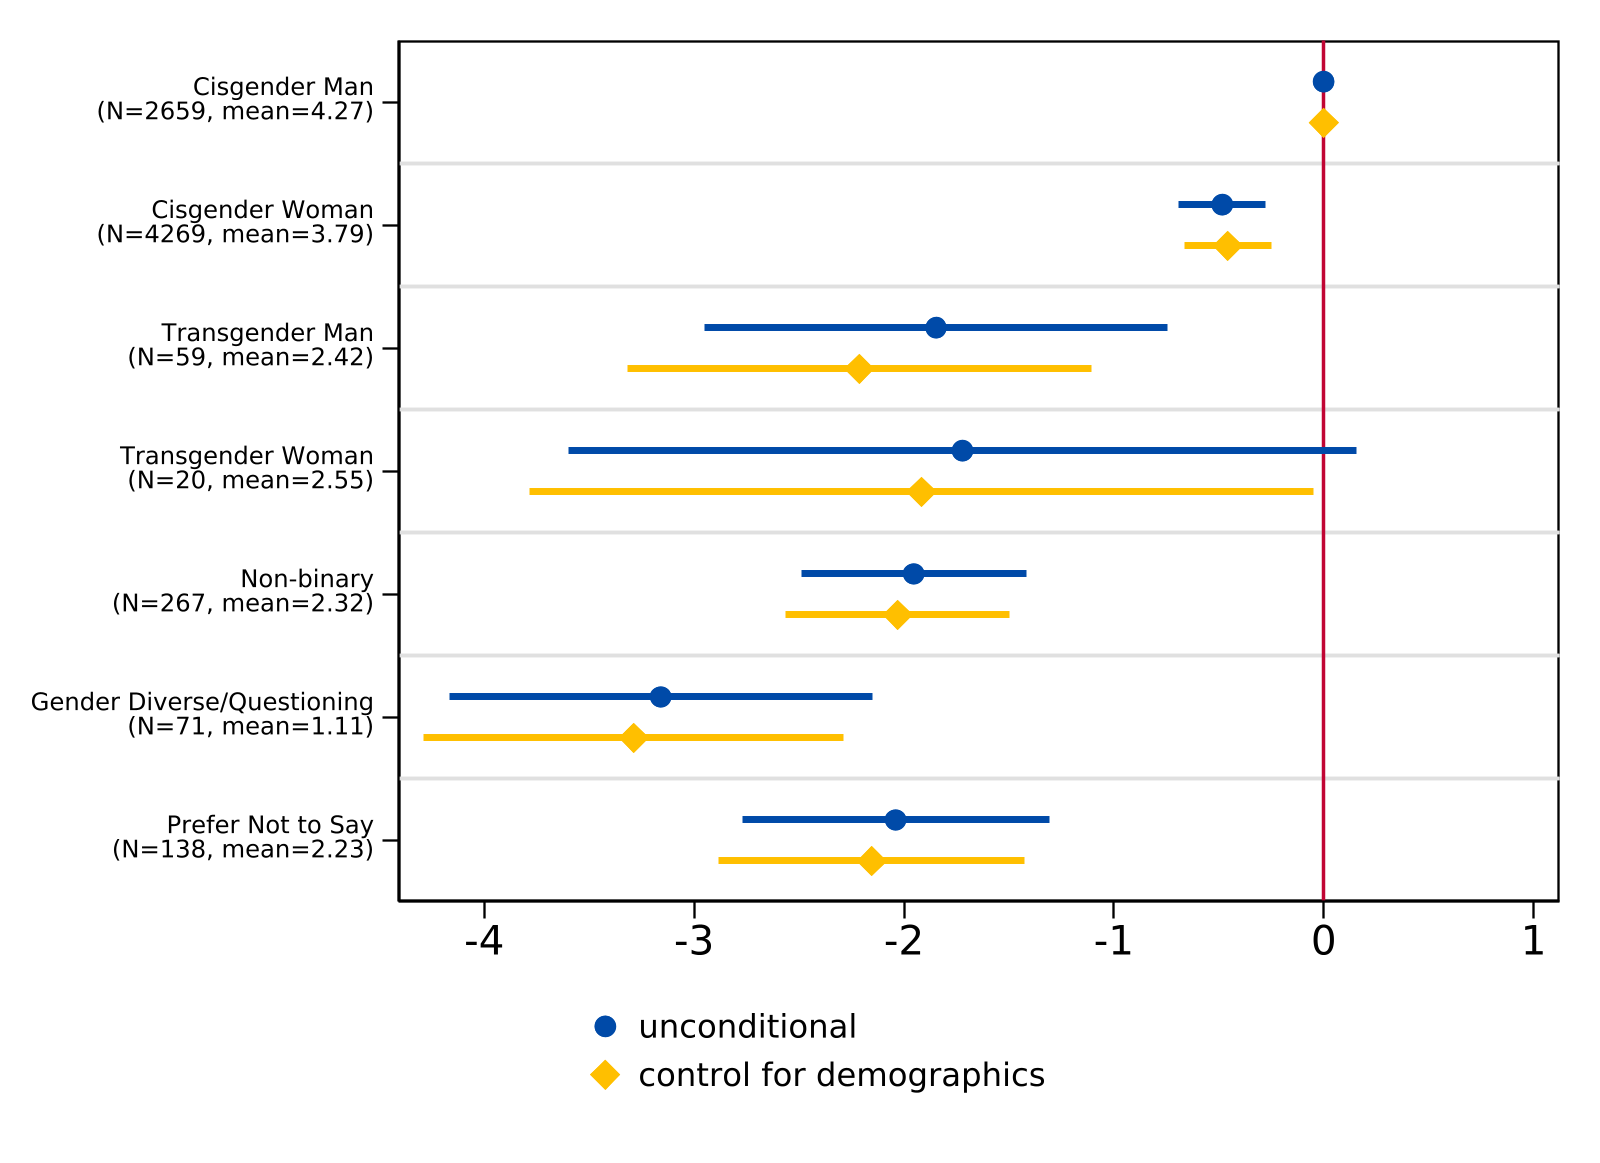 Cisgender Man
(N=2659, mean=4.27)
Cisgender Woman
(N=4269, mean=3.79)
Transgender Man
(N=59, mean=2.42)
Transgender Woman
(N=20, mean=2.55)
Non-binary
(N=267, mean=2.32)
Gender Diverse/Questioning
(N=71, mean=1.11)
Prefer Not to Say
(N=138, mean=2.23)
-4 -3 -2 -1 0 1
unconditional
control for demographics